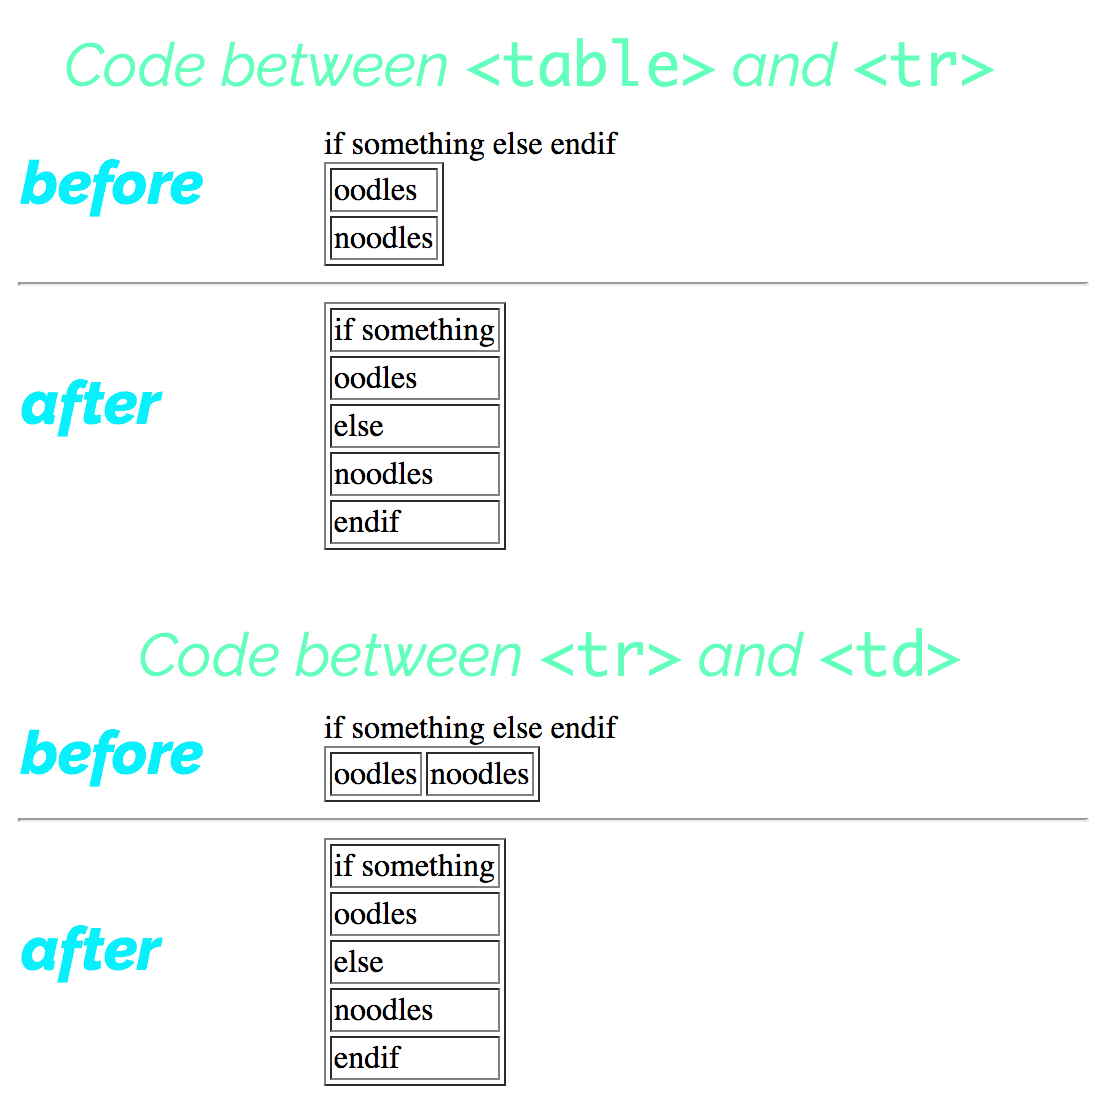 Code between <table> and <tr>
before
if something else endif
oodles
noodles
after
if something
oodles
else
noodles
endif
Code between <tr> and <td>
before
if something else endif
oodles noodles
after
if something
oodles
else
noodles
endif